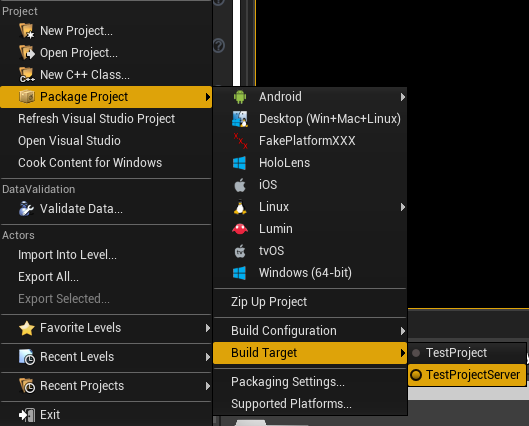 Project
New Project...
Open Project...
New C++ Class...
Package Project
Refresh Visual Studio Project
Open Visual Studio
Cook Content for Windows
DataValidation
Validate Data...
Actors
Import Into Level...
Export All...
Export Selected...
Favorite Levels
Recent Levels
Recent Projects
Exit
Android
Desktop (Win+Mac+Linux)
FakePlatformXXX
HoloLens
iOS
Linux
Lumin
tvOS
Windows (64-bit)
Zip Up Project
Build Configuration
Build Target
Packaging Settings...
Supported Platforms...
TestProject
TestProjectServer